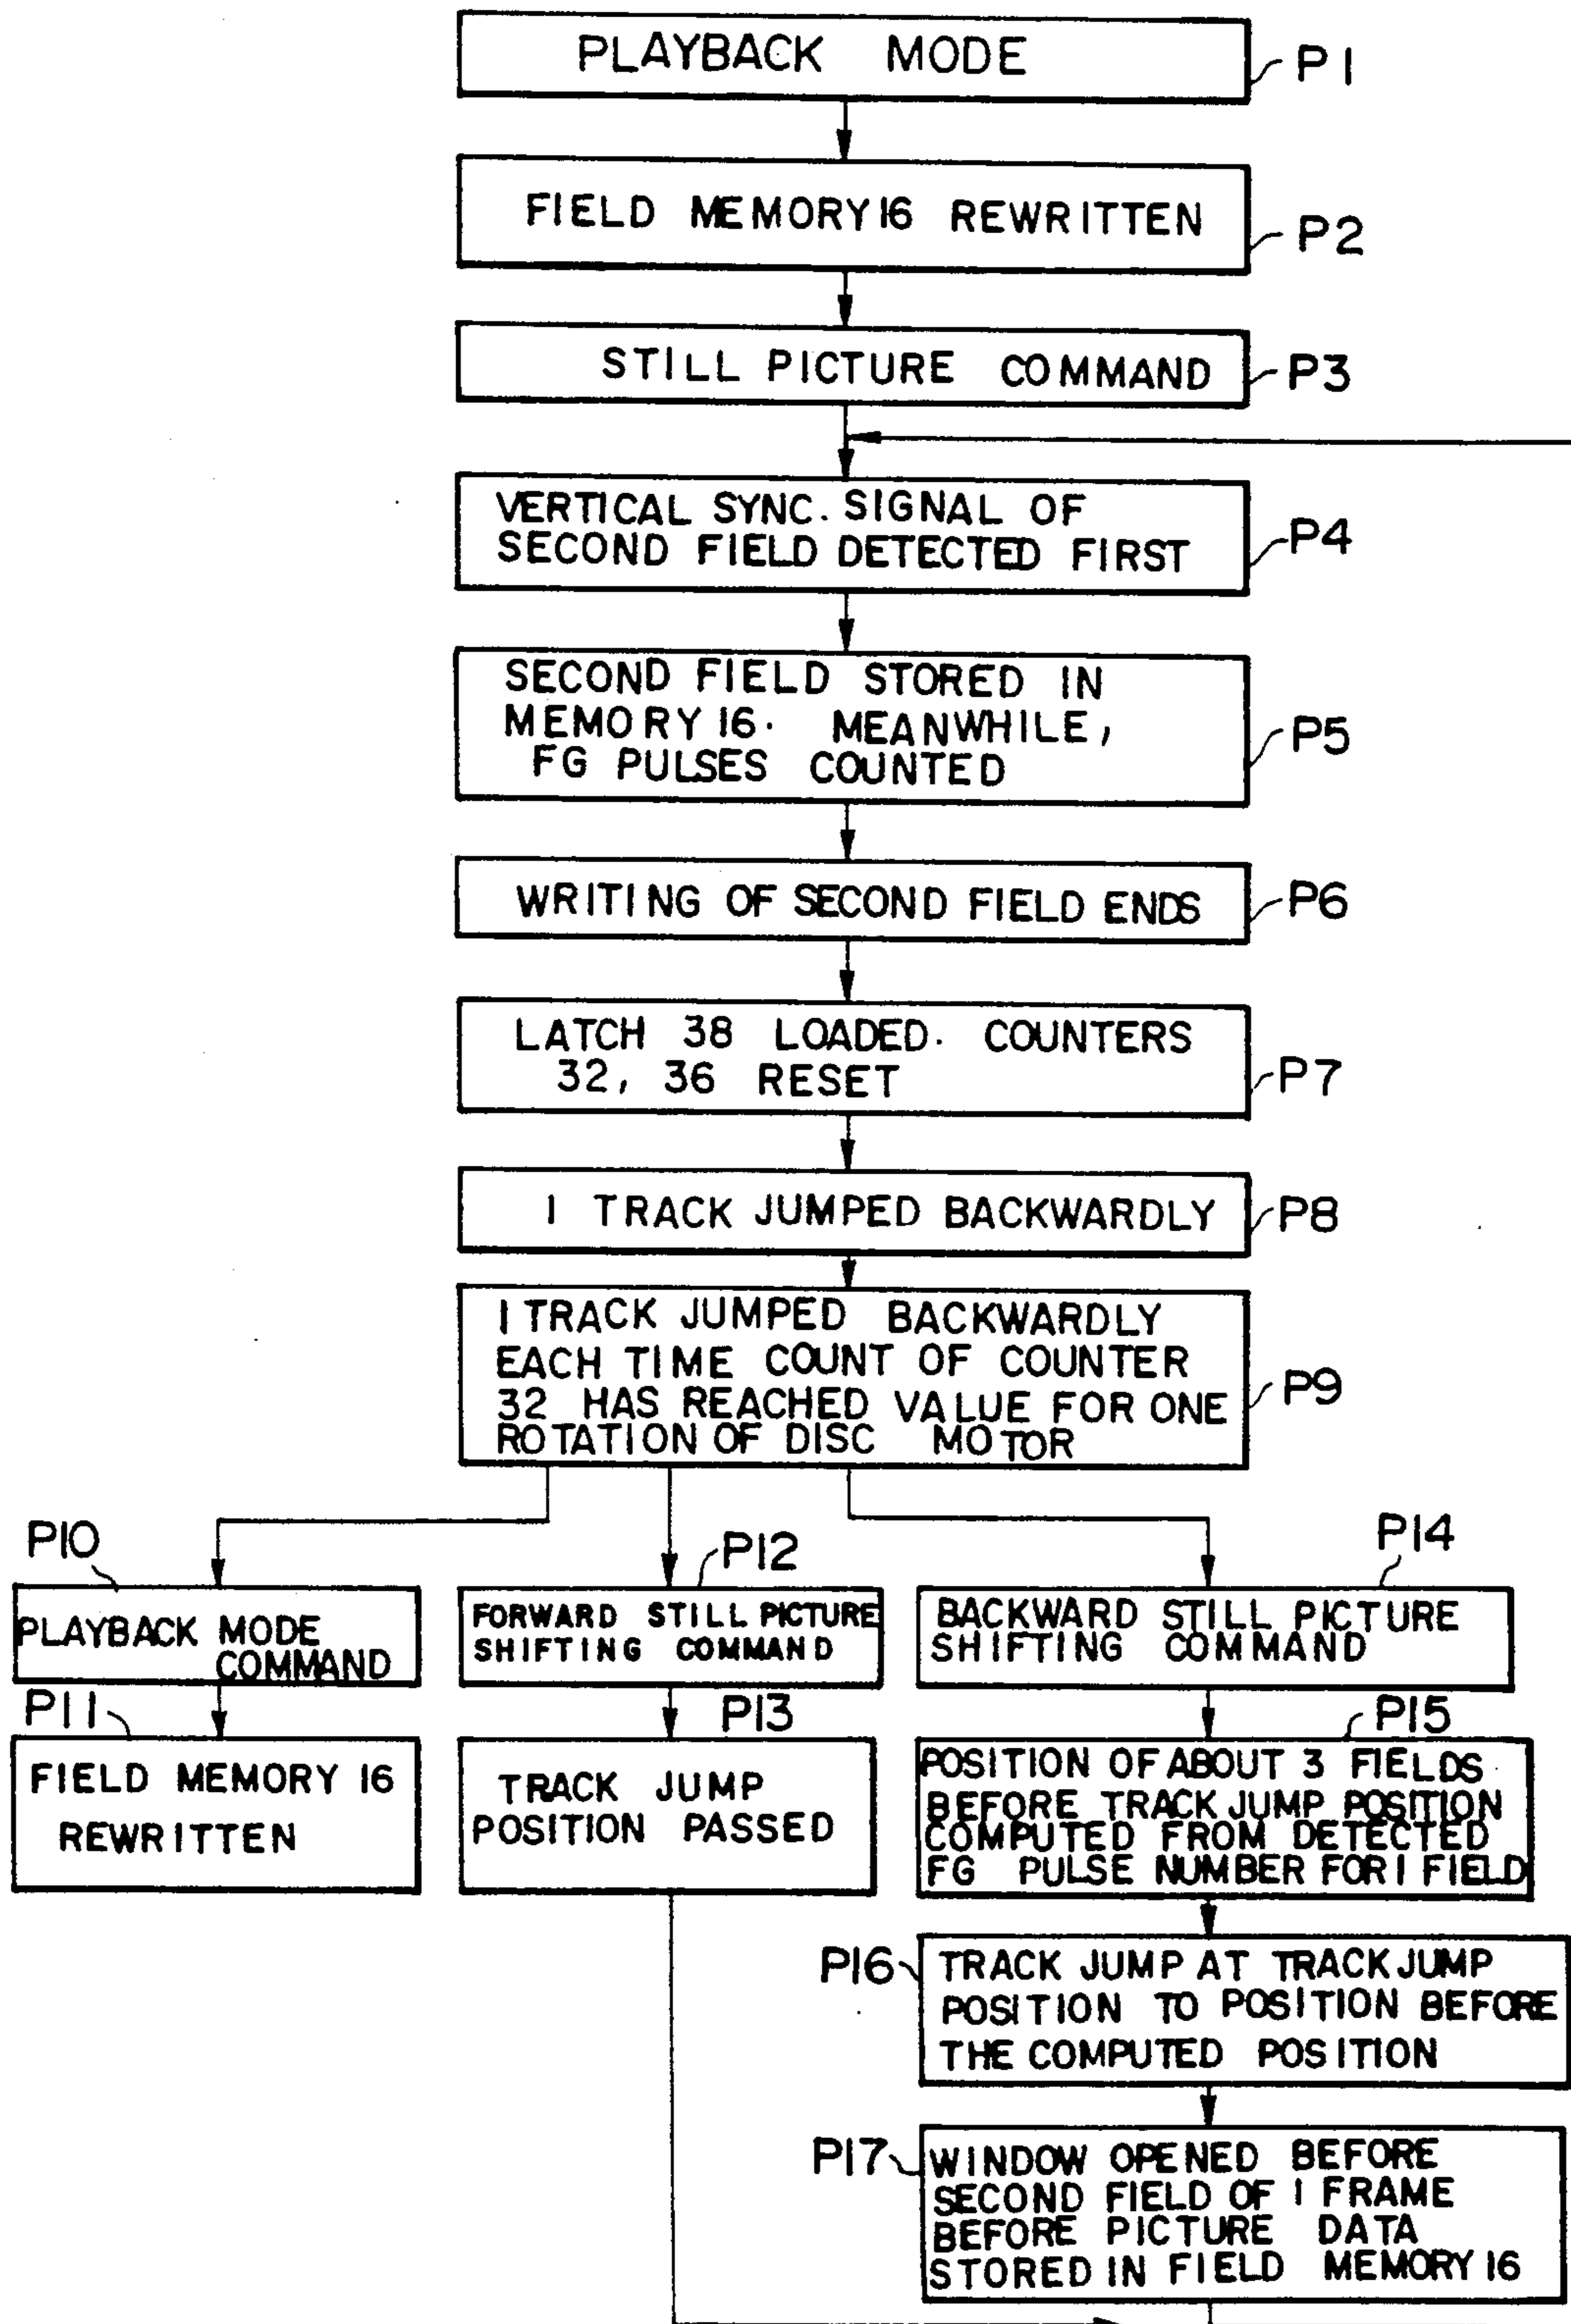 PLAYBACK MODE
P1
FIELD MEMORY 16 REWRITTEN
P2
STILL PICTURE COMMAND
P3
VERTICAL SYNC. SIGNAL OF
SECOND FIELD DETECTED FIRST
P4
SECOND FIELD STORED IN
MEMORY 16. MEANWHILE,
FG PULSES COUNTED
P5
WRITING OF SECOND FIELD ENDS
P6
LATCH 38 LOADED. COUNTERS
32, 36 RESET
P7
1 TRACK JUMPED BACKWARDLY
P8
1 TRACK JUMPED BACKWARDLY
EACH TIME COUNT OF COUNTER
32 HAS REACHED VALUE FOR ONE
ROTATION OF DISC MOTOR
P9
P10
PLAYBACK MODE
COMMAND
P11
FIELD MEMORY 16
REWRITTEN
P12
FORWARD STILL PICTURE
SHIFTING COMMAND
P13
TRACK JUMP
POSITION PASSED
P14
BACKWARD STILL PICTURE
SHIFTING COMMAND
P15
POSITION OF ABOUT 3 FIELDS
BEFORE TRACK JUMP POSITION
COMPUTED FROM DETECTED
FG PULSE NUMBER FOR 1 FIELD
P16
TRACK JUMP AT TRACK JUMP
POSITION TO POSITION BEFORE
THE COMPUTED POSITION
P17
WINDOW OPENED BEFORE
SECOND FIELD OF 1 FRAME
BEFORE PICTURE DATA
STORED IN FIELD MEMORY 16